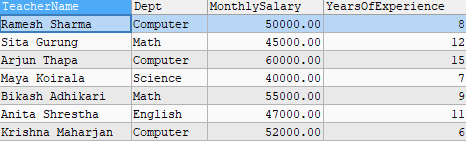 TeacherName Dept MonthlySalary YearsOfExperience
Ramesh Sharma Computer 50000.00 8
Sita Gurung Math 45000.00 12
Arjun Thapa Computer 60000.00 15
Maya Koirala Science 40000.00 7
Bikash Adhikari Math 55000.00 9
Anita Shrestha English 47000.00 11
Krishna Maharjan Computer 52000.00 6